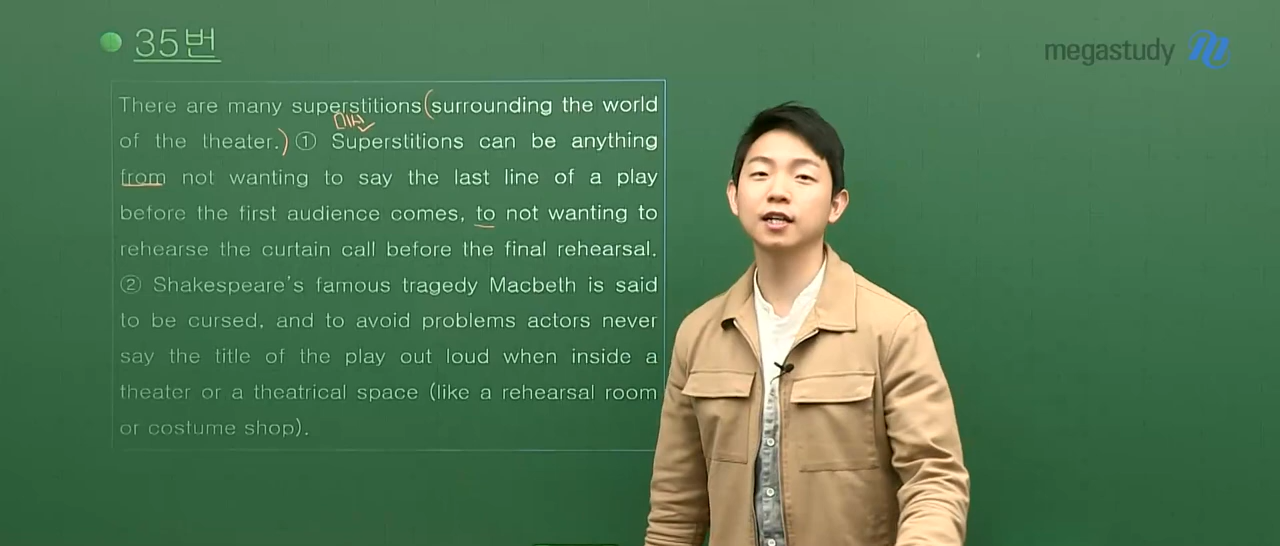 35번
megastudy
There are many superstitions (surrounding the world
of the theater.) ① Superstitions can be anything
미신
from not wanting to say the last line of a play
before the first audience comes, to not wanting to
rehearse the curtain call before the final rehearsal.
② Shakespeare's famous tragedy Macbeth is said
to be cursed, and to avoid problems actors never
say the title of the play out loud when inside a
theater or a theatrical space (like a rehearsal room
or costume shop).